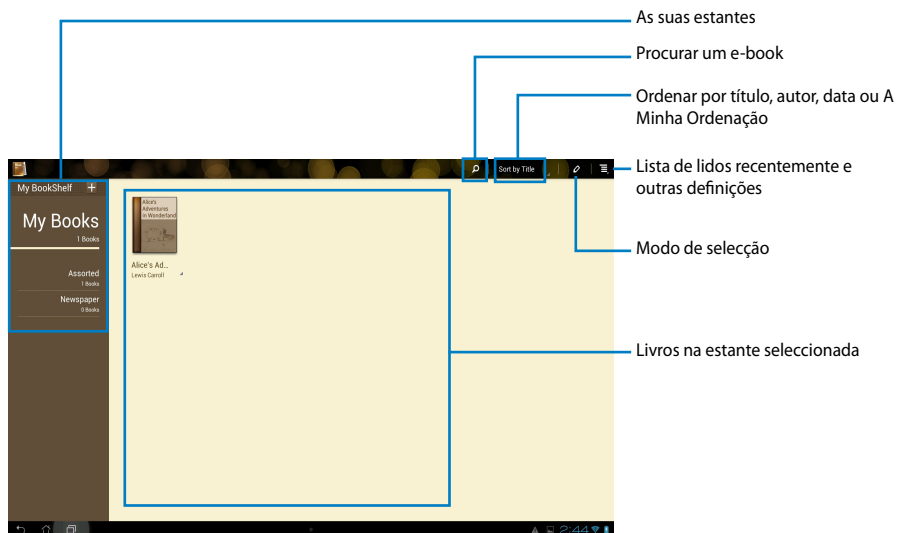 As suas estantes
Procurar um e-book
Ordenar por título, autor, data ou A
Minha Ordenação
Lista de lidos recentemente e
outras definições
Modo de selecção
Livros na estante seleccionada
Sort by Title
My BookShelf +
My Books
1 Books
Assorted
1 Books
Newspaper
0 Books
Alice's
Adventures
in Wonderland
Alice's Ad...
Lewis Carroll
2:44